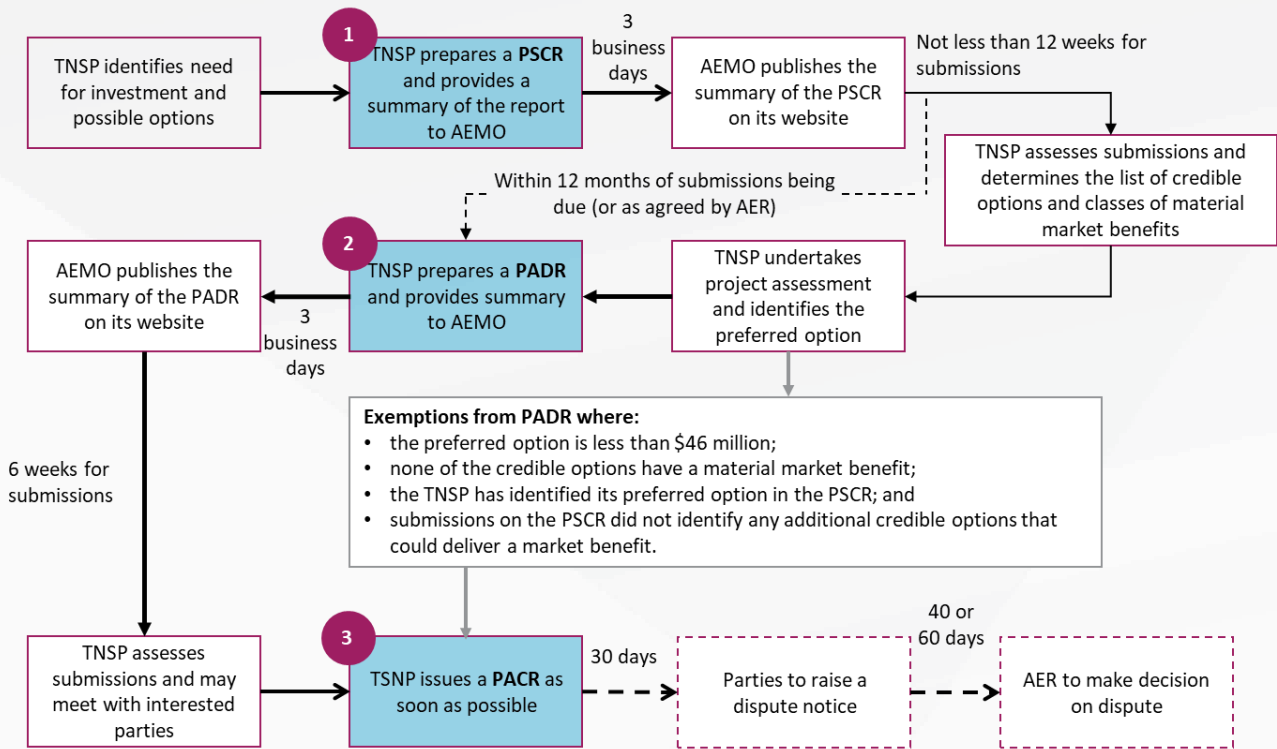 TNSP identifies need
for investment and
possible options
1
TNSP prepares a PSCR
and provides a
summary of the report
to AEMO
3
business
days
AEMO publishes the
summary of the PSCR
on its website
Not less than 12 weeks for
submissions
TNSP assesses submissions and
determines the list of credible
options and classes of material
market benefits
Within 12 months of submissions being
due (or as agreed by AER)
TNSP undertakes
project assessment
and identifies the
preferred option
2
TNSP prepares a PADR
and provides summary
to AEMO
3
business
days
AEMO publishes the
summary of the PADR
on its website
Exemptions from PADR where:
• the preferred option is less than $46 million;
• none of the credible options have a material market benefit;
• the TNSP has identified its preferred option in the PSCR; and
• submissions on the PSCR did not identify any additional credible options that
could deliver a market benefit.
6 weeks for
submissions
TNSP assesses
submissions and may
meet with interested
parties
3
TSNP issues a PACR as
soon as possible
30 days
Parties to raise a
dispute notice
40 or
60 days
AER to make decision
on dispute